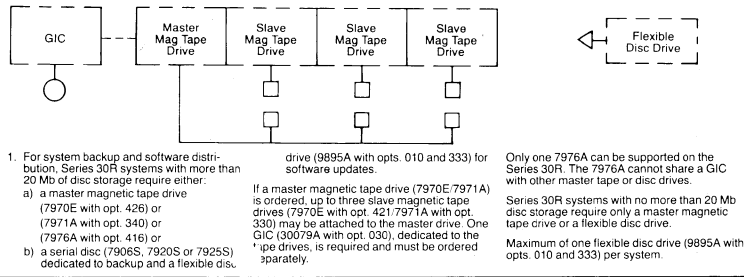 GIC
Master
Mag Tape
Drive
Slave
Mag Tape
Drive
Slave
Mag Tape
Drive
Slave
Mag Tape
Drive
Flexible
Disc Drive
1. For system backup and software distri-
bution, Series 30R systems with more than
20 Mb of disc storage require either:
a) a master magnetic tape drive
(7970E with opt. 426) or
(7971A with opt. 340) or
(7976A with opt. 416) or
b) a serial disc (7906S, 7920S or 7925S)
dedicated to backup and a flexible disc
drive (9895A with opts. 010 and 333) for
software updates.
If a master magnetic tape drive (7970E/7971A)
is ordered, up to three slave magnetic tape
drives (7970E with opt. 421/7971A with opt.
330) may be attached to the master drive. One
GIC (30079A with opt. 030), dedicated to the
tape drives, is required and must be ordered
separately.
Only one 7976A can be supported on the
Series 30R. The 7976A cannot share a GIC
with other master tape or disc drives.
Series 30R systems with no more than 20 Mb
disc storage require only a master magnetic
tape drive or a flexible disc drive.
Maximum of one flexible disc drive (9895A with
opts. 010 and 333) per system.